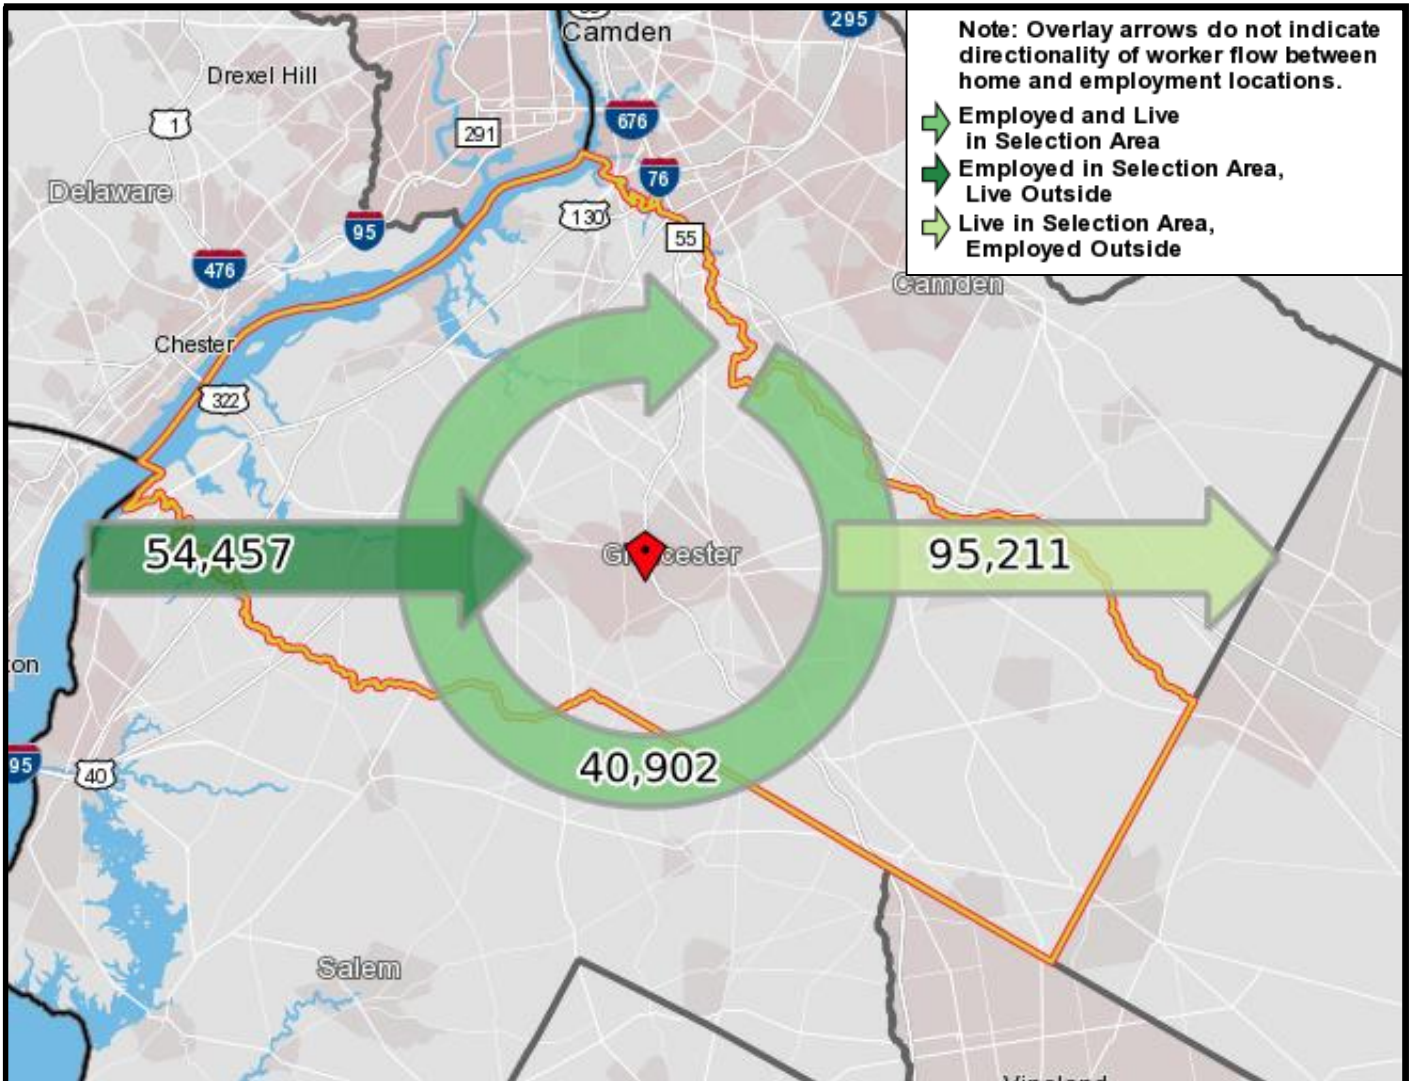 Camden
295
Note: Overlay arrows do not indicate
directionality of worker flow between
home and employment locations.
Employed and Live
in Selection Area
Employed in Selection Area,
Live Outside
Live in Selection Area,
Employed Outside
Drexel Hill
1
291
676
76
Delaware
95
130
55
476
Camden
Chester
322
54,457
95,211
40
95
40,902
Salem